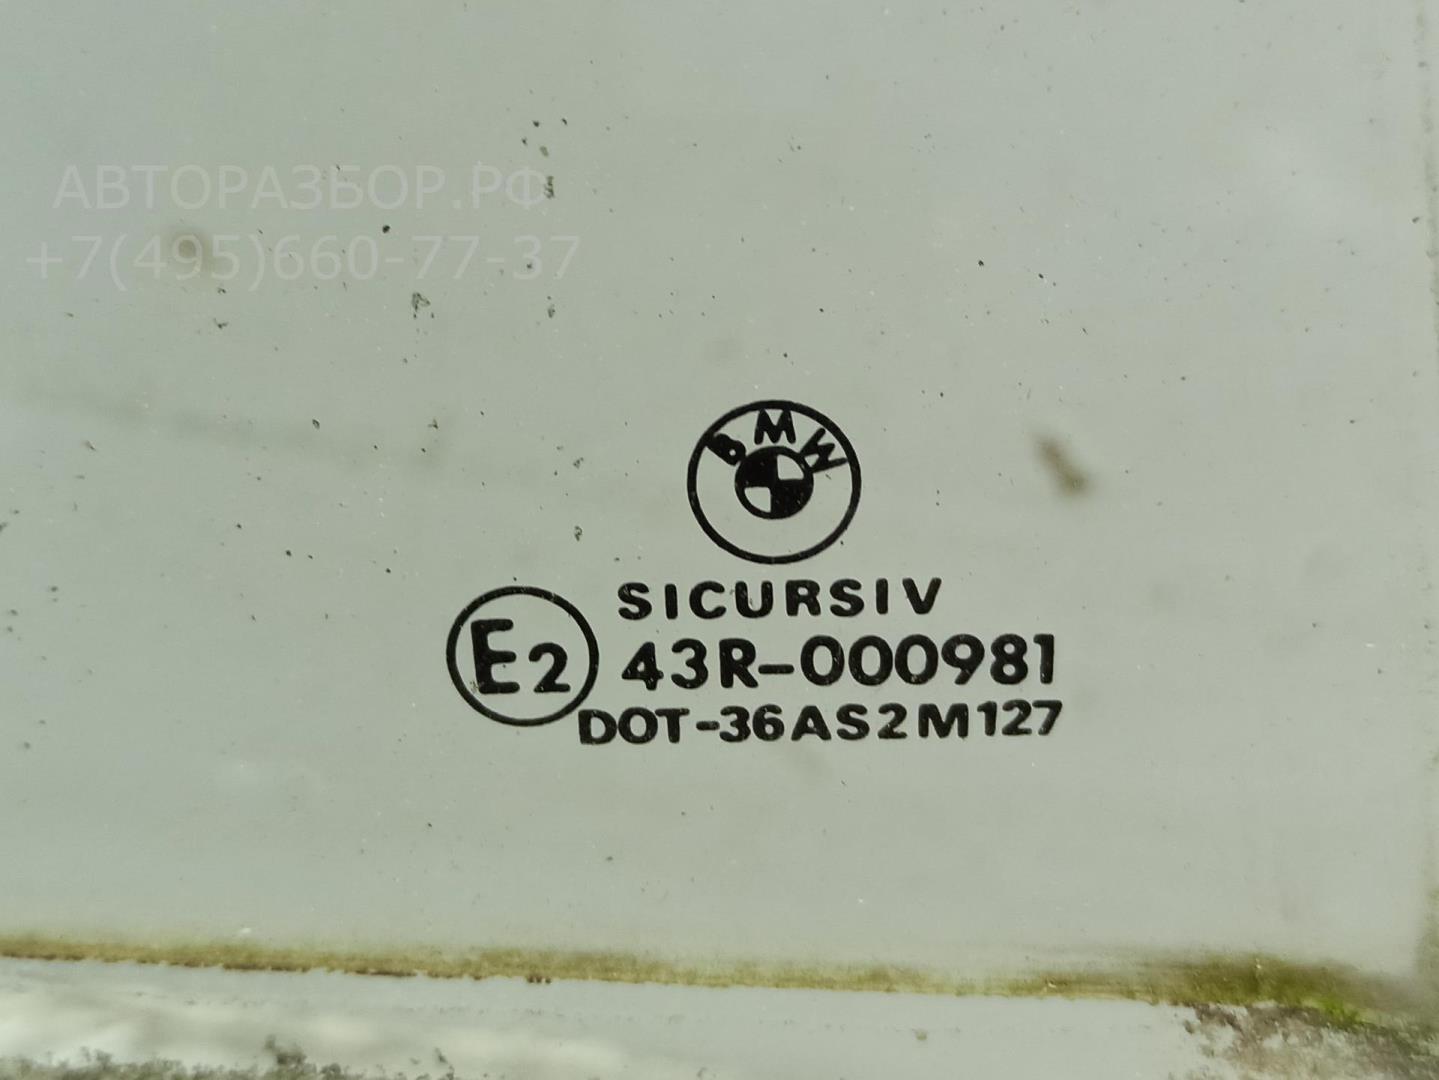 АВТОРАЗБОР.РФ
+7(495)660-77-37
BMW
SICURSIV
E2 43R-000981
DOT-36AS2M127